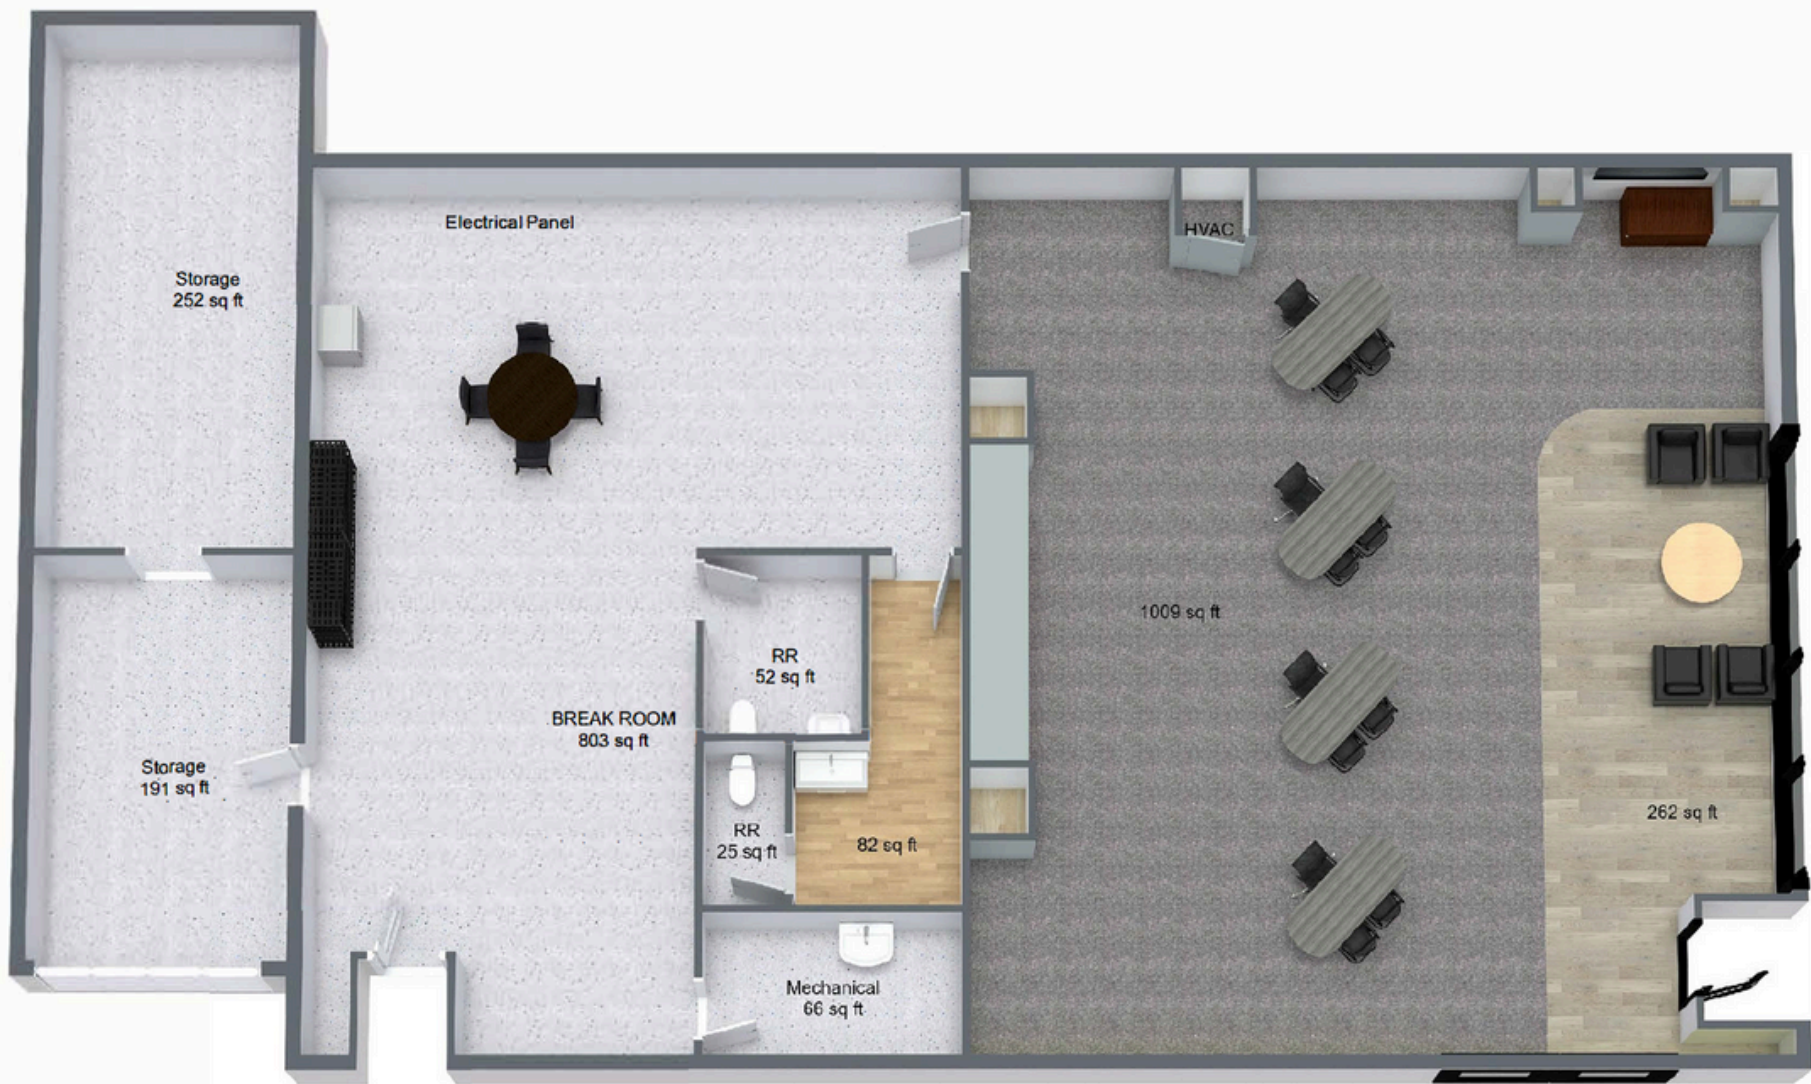 Electrical Panel
HVAC
Storage
252 sq ft
1009 sq ft
RR
52 sq ft
BREAK ROOM
803 sq ft
Storage
191 sq ft
262 sq ft
RR
25 sq ft
82 sq ft
Mechanical
66 sq ft